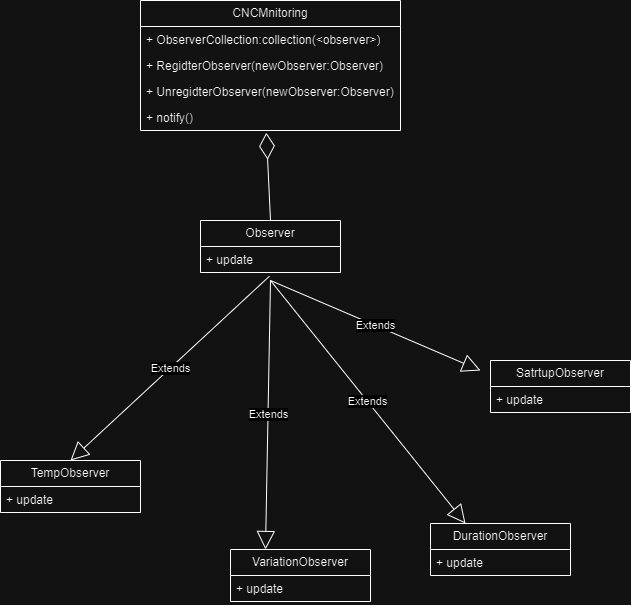 CNCMnitoring
+ ObserverCollection:collection(<observer>)
+ RegidterObserver(newObserver:Observer)
+ UnregidterObserver(newObserver:Observer)
+ notify()
Observer
+ update
Extends
Extends
Extends
Extends
SatrtupObserver
+ update
TempObserver
+ update
DurationObserver
+ update
VariationObserver
+ update